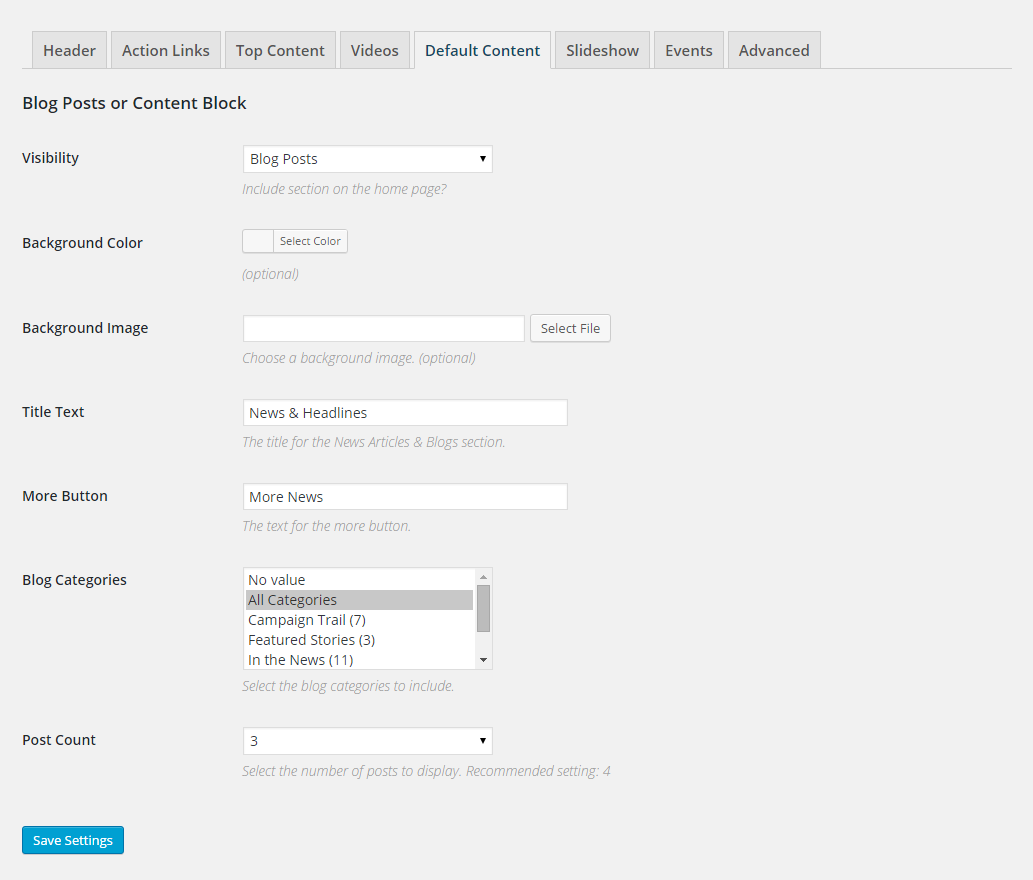 Header Action Links Top Content Videos Default Content Slideshow Events Advanced
Blog Posts or Content Block
Visibility Blog Posts
Include section on the home page?
Background Color Select Color
(optional)
Background Image Select File
Choose a background image. (optional)
Title Text News & Headlines
The title for the News Articles & Blogs section.
More Button More News
The text for the more button.
Blog Categories No value
All Categories
Campaign Trail (7)
Featured Stories (3)
In the News (11)
Select the blog categories to include.
Post Count 3
Select the number of posts to display. Recommended setting: 4
Save Settings